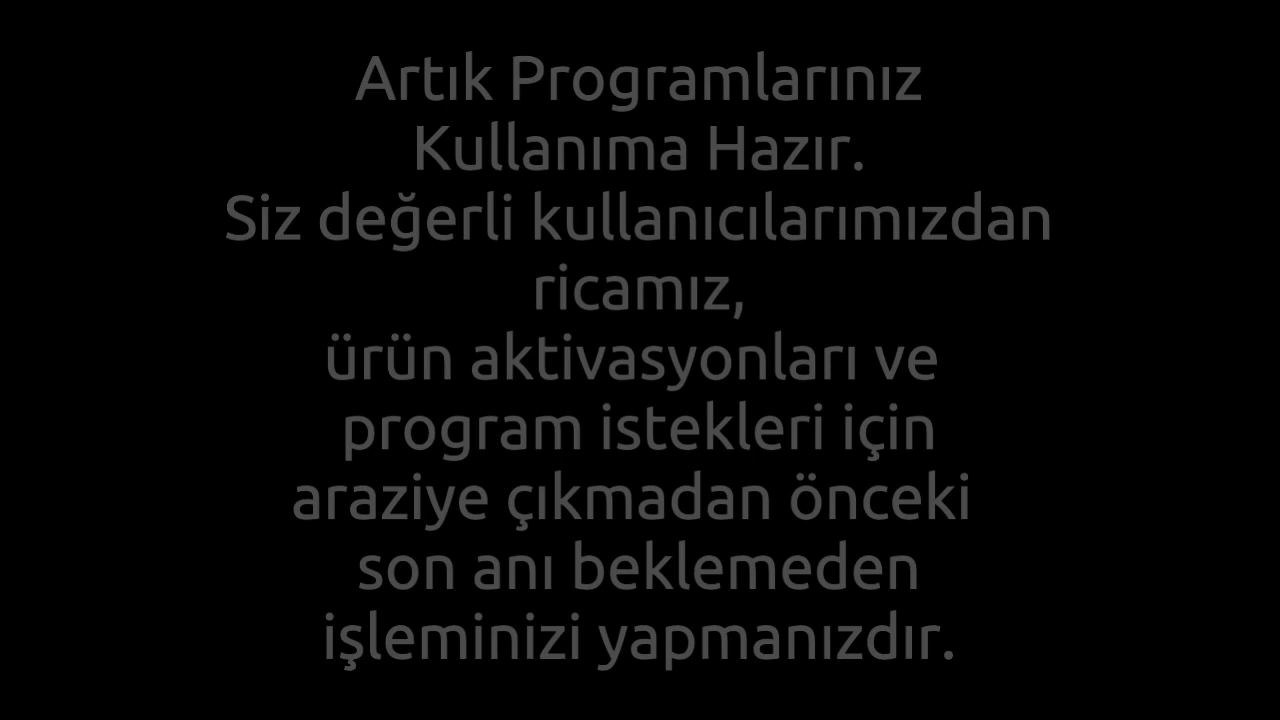 Artık Programlarınız
Kullanıma Hazır.
Siz değerli kullanıcılarımızdan
ricamız,
ürün aktivasyonları ve
program istekleri için
araziye çıkmadan önceki
son anı beklemeden
işleminizi yapmanızdır.